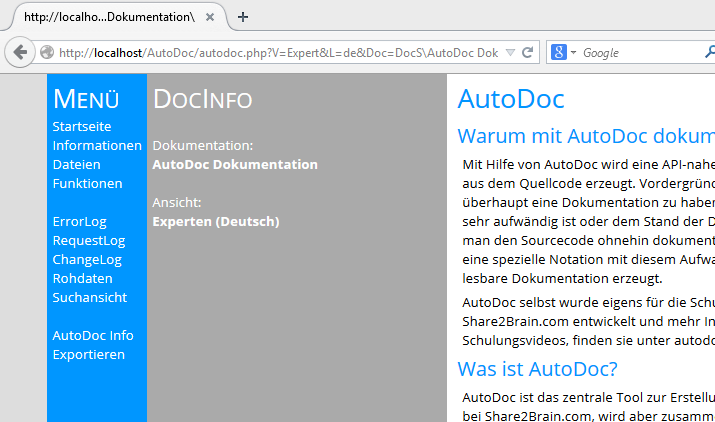 http://localho...Dokumentation\
http://localhost/AutoDoc/autodoc.php?V=Expert&L=de&Doc=DocS\AutoDoc Dok
Google
MENÜ
Startseite
Informationen
Dateien
Funktionen
ErrorLog
RequestLog
ChangeLog
Rohdaten
Suchansicht
AutoDoc Info
Exportieren
DOCINFO
Dokumentation:
AutoDoc Dokumentation
Ansicht:
Experten (Deutsch)
AutoDoc
Warum mit AutoDoc dokum
Mit Hilfe von AutoDoc wird eine API-nahe
aus dem Quellcode erzeugt. Vordergründ
überhaupt eine Dokumentation zu haber
sehr aufwändig ist oder dem Stand der D
man den Sourcecode ohnehin dokument
eine spezielle Notation mit diesem Aufwa
lesbare Dokumentation erzeugt.
AutoDoc selbst wurde eigens für die Schu
Share2Brain.com entwickelt und mehr In
Schulungsvideos, finden sie unter autodo
Was ist AutoDoc?
AutoDoc ist das zentrale Tool zur Erstellu
bei Share2Brain.com, wird aber zusamme